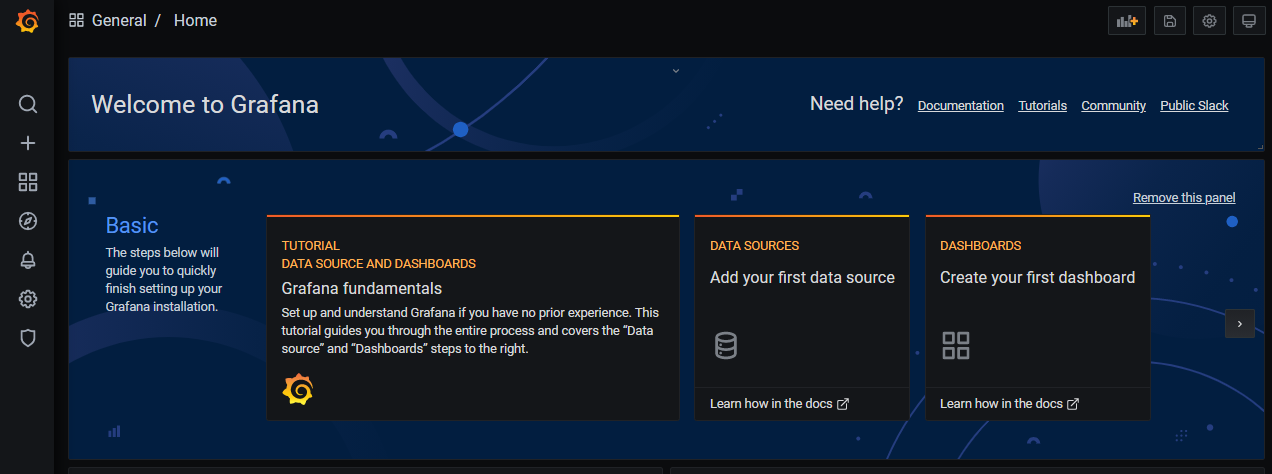 General / Home
Welcome to Grafana
Need help? Documentation Tutorials Community Public Slack
Remove this panel
Basic
The steps below will
guide you to quickly
finish setting up your
Grafana installation.
TUTORIAL
DATA SOURCE AND DASHBOARDS
Grafana fundamentals
Set up and understand Grafana if you have no prior experience. This
tutorial guides you through the entire process and covers the “Data
source” and “Dashboards” steps to the right.
DATA SOURCES
Add your first data source
Learn how in the docs
DASHBOARDS
Create your first dashboard
Learn how in the docs